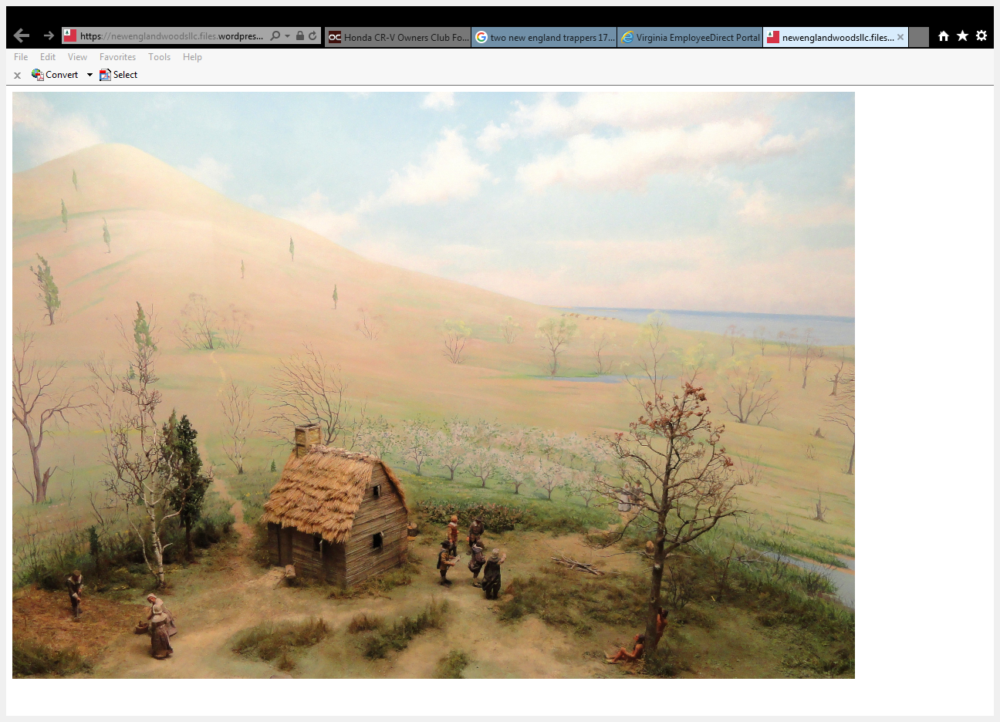 https://newenglandwoodsllc.files.wordpres...
Honda CR-V Owners Club Fo...
two new england trappers 17...
Virginia EmployeeDirect Portal
newenglandwoodsllc.files...
File Edit View Favorites Tools Help
x Convert Select